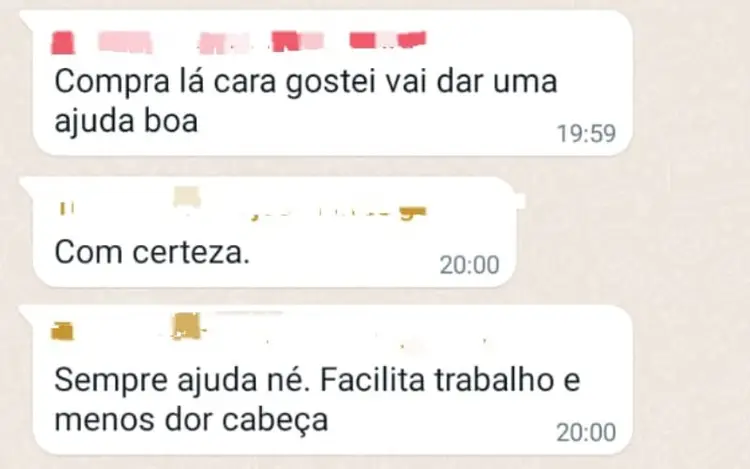 Compra lá cara gostei vai dar uma
ajuda boa
19:59
Com certeza.
20:00
Sempre ajuda né. Facilita trabalho e
menos dor cabeça
20:00